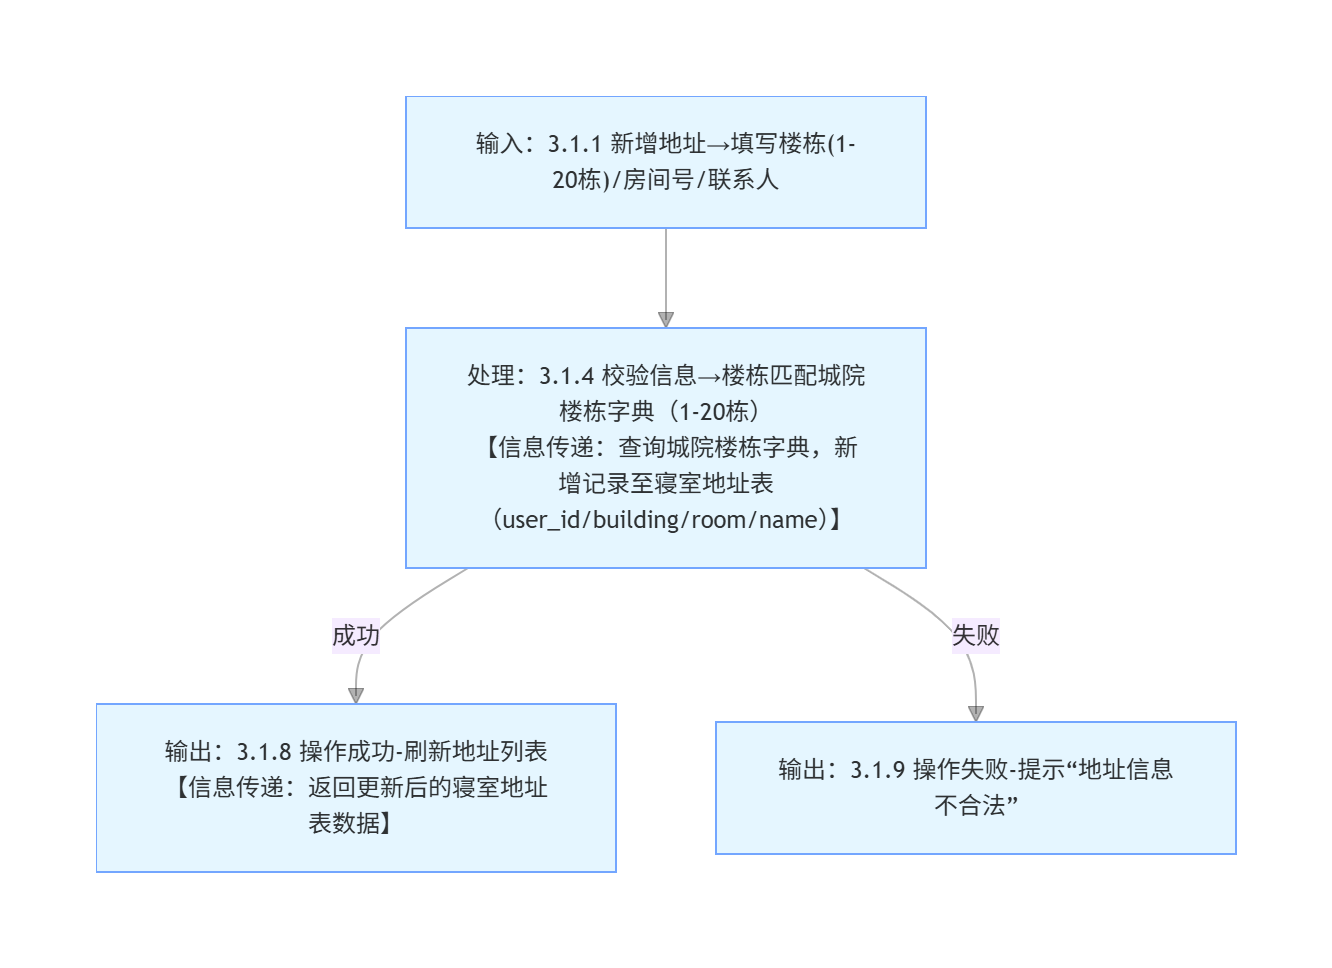 输入：3.1.1 新增地址→填写楼栋(1-
20栋)/房间号/联系人
处理：3.1.4 校验信息→楼栋匹配城院
楼栋字典（1-20栋）
【信息传递：查询城院楼栋字典，新
增记录至寝室地址表
（user_id/building/room/name）】
成功
失败
输出：3.1.8 操作成功-刷新地址列表
【信息传递：返回更新后的寝室地址
表数据】
输出：3.1.9 操作失败-提示“地址信息
不合法”